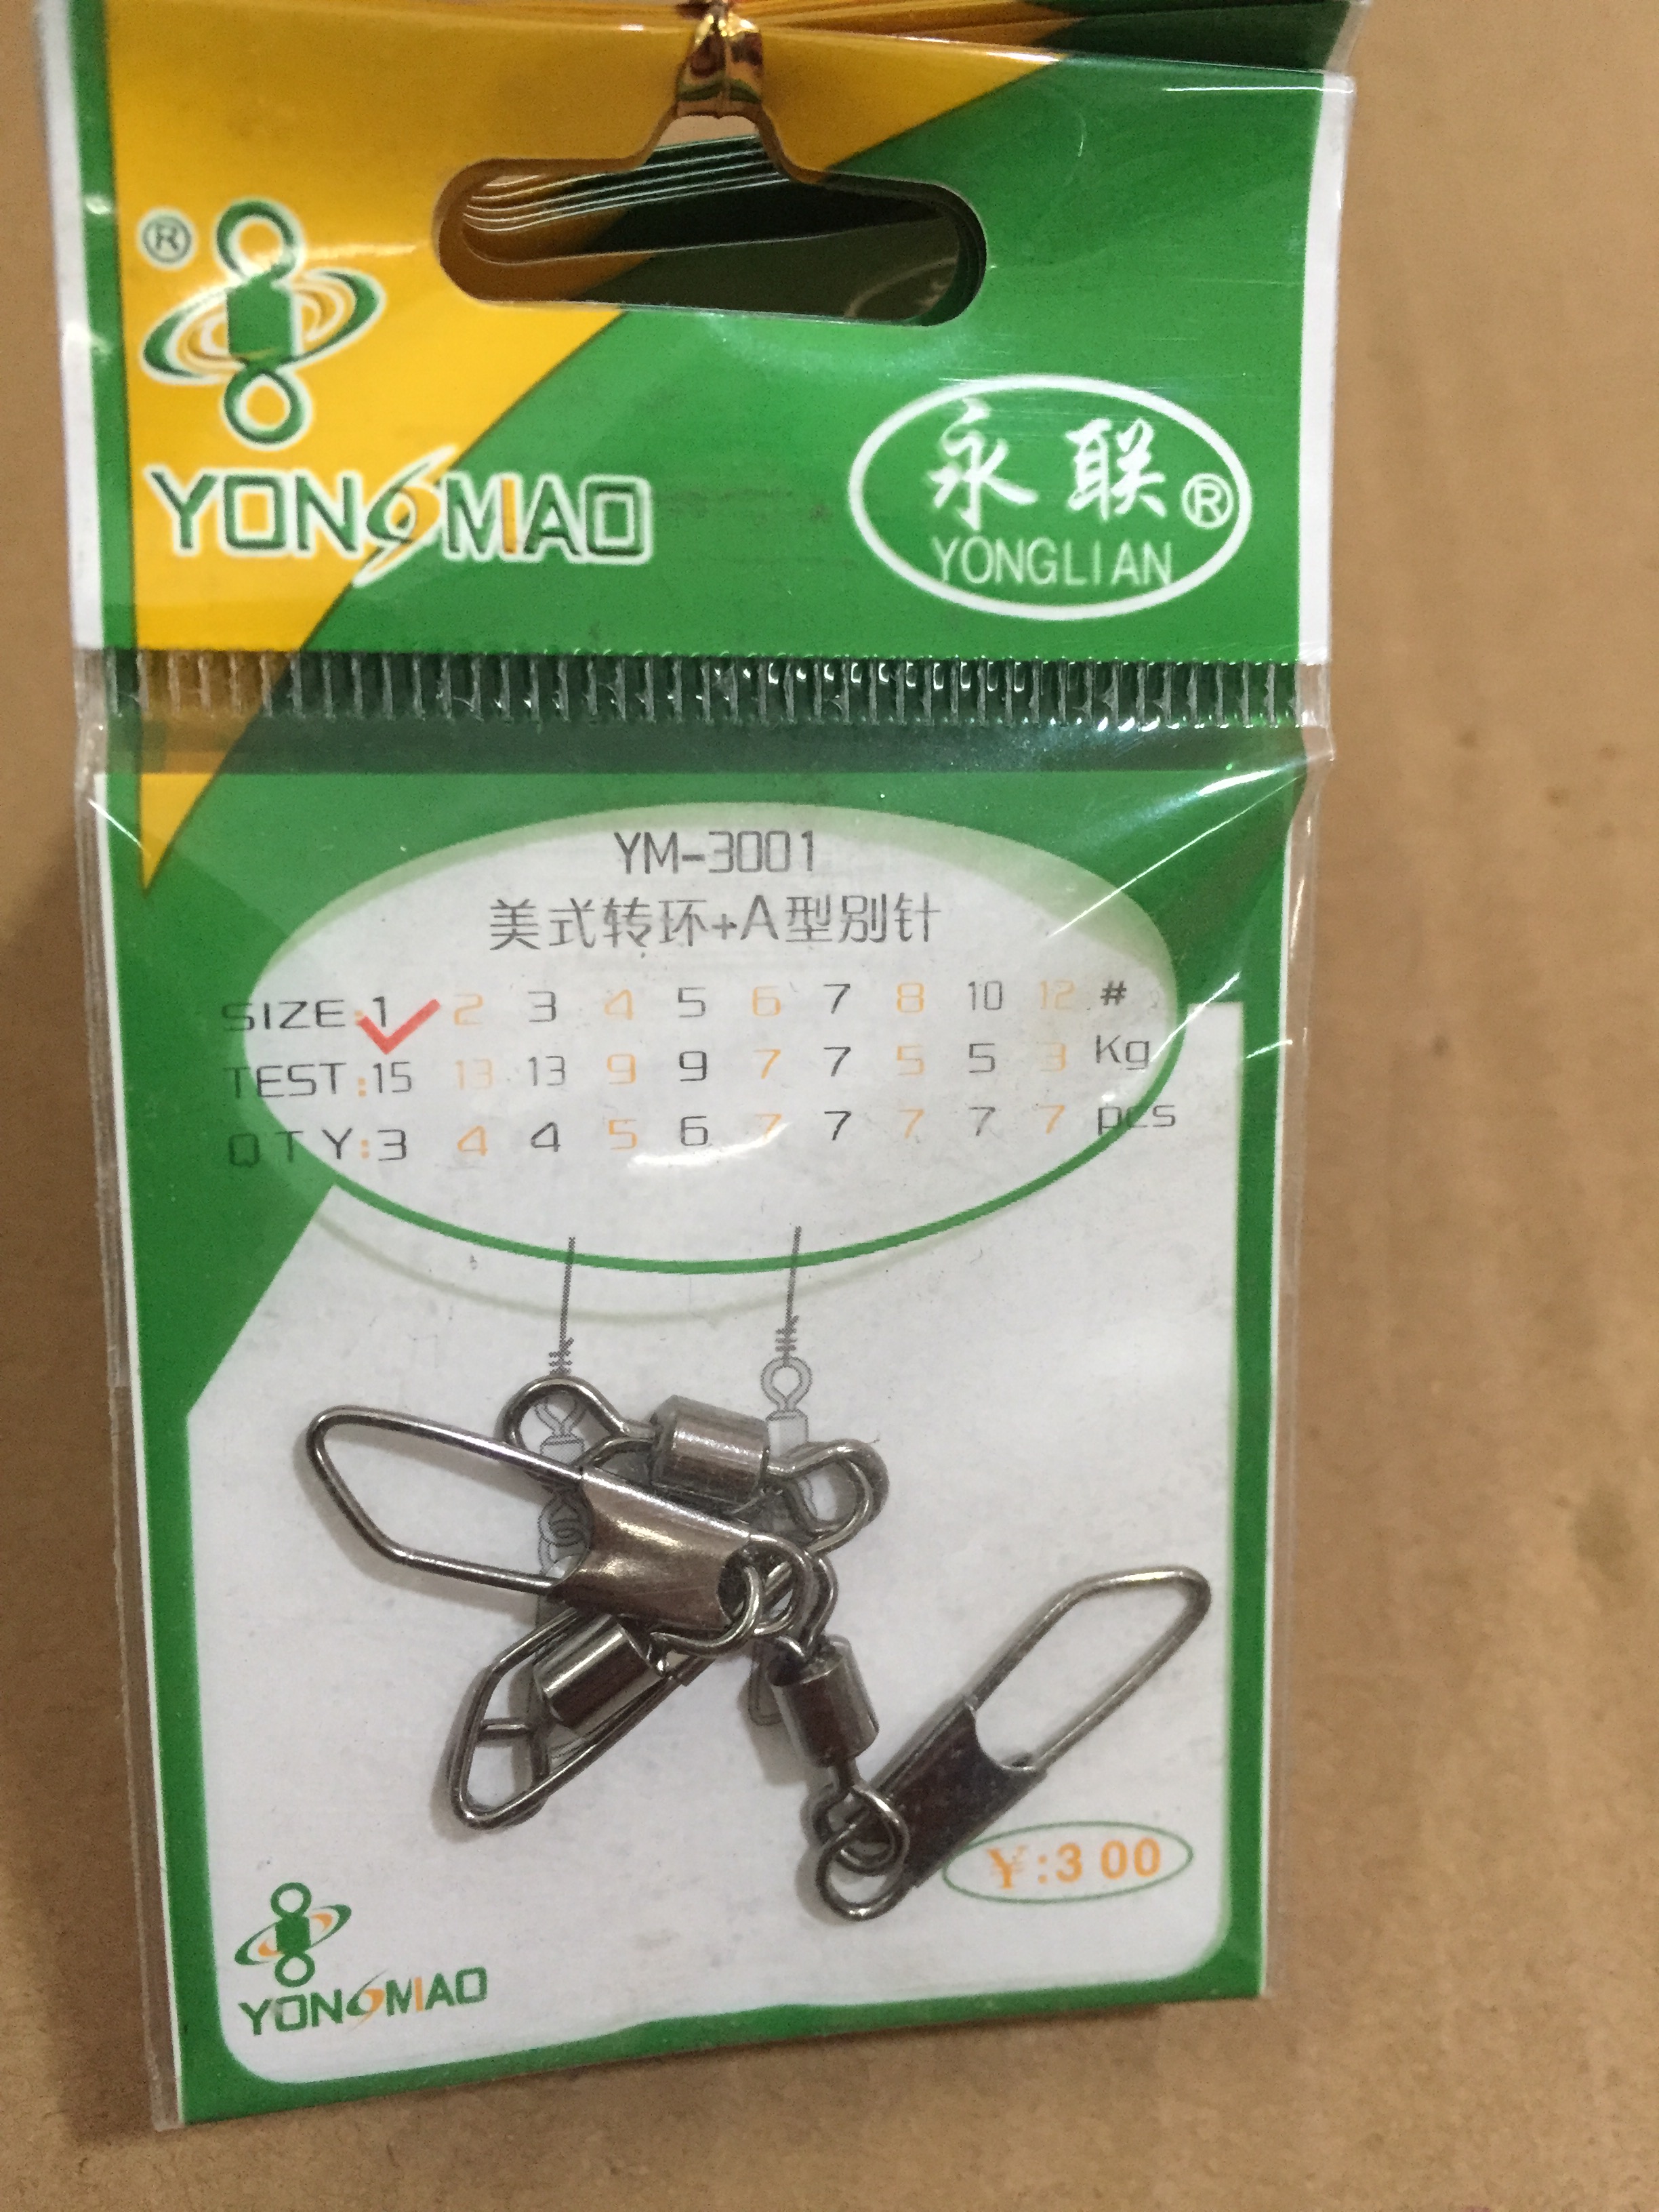 ®
YONGMAO
永联®
YONGLIAN
YM-3001
美式转环+A型别针
SIZE:1 2 3 4 5 6 7 8 10 12 #
TEST:15 13 13 9 9 7 7 5 5 3 Kg
QTY:3 4 4 5 6 7 7 7 7 7 pcs
¥:3 00
YONGMAO